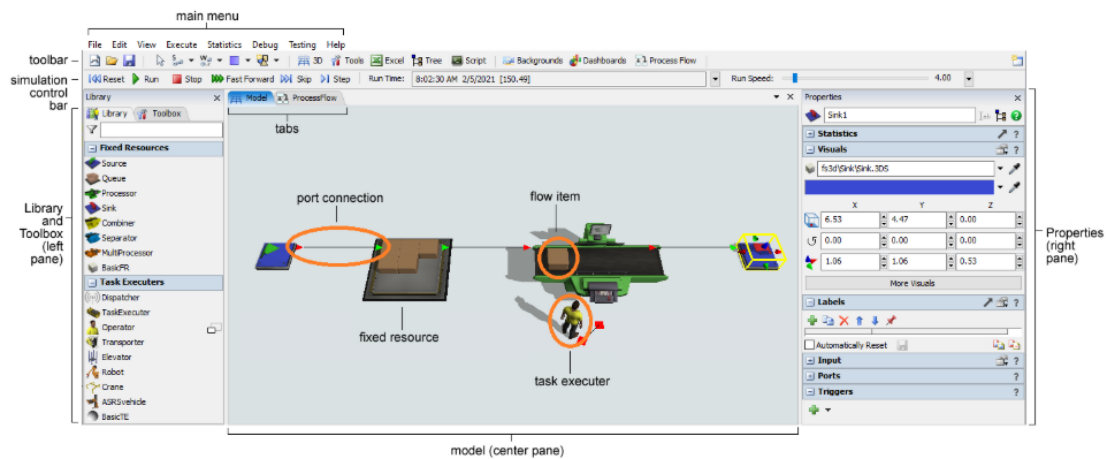 main menu
File Edit View Execute Statistics Debug Testing Help
toolbar
3D Tools Excel Tree Script Backgrounds Dashboards Process Flow
simulation control bar
Reset Run Stop Fast Forward Skip Step Run Time: 8:02:30 AM 2/5/2021 [150.49] Run Speed: 4.00
Library
Library Toolbox
Fixed Resources
Source
Queue
Processor
Sink
Combiner
Separator
MultiProcessor
BasicFR
Task Executers
Dispatcher
TaskExecuter
Operator
Transporter
Elevator
Robot
Crane
ASRSvehicle
BasicTE
Library
and
Toolbox
(left
pane)
Model ProcessFlow
tabs
port connection
flow item
fixed resource
task executer
model (center pane)
Properties
Sink1
Statistics
Visuals
fs3d\Sink\Sink.3DS
X Y Z
6.53 4.47 0.00
0.00 0.00 0.00
1.06 1.06 0.53
More Visuals
Labels
Automatically Reset
Input
Ports
Triggers
Properties
(right
pane)